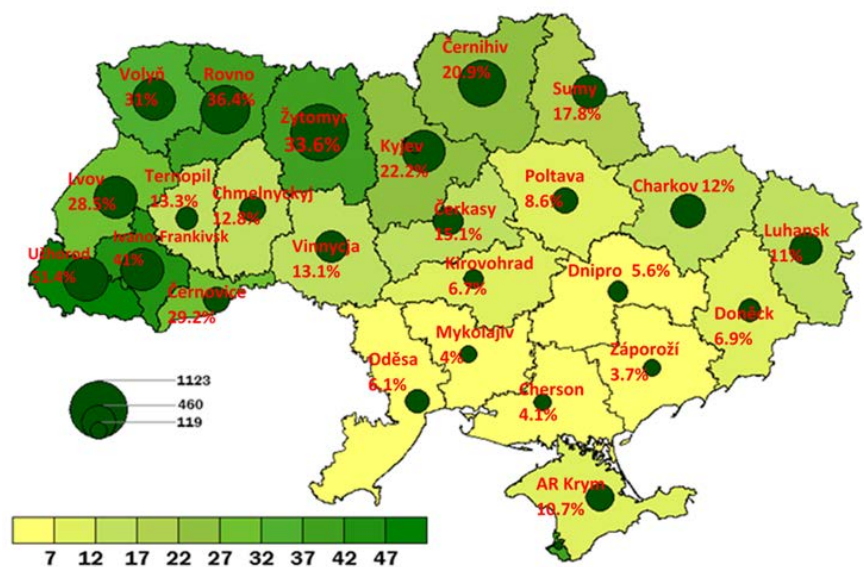 Volyň
31%
Rovno
36.4%
Žytomyr
33.6%
Černihiv
20.9%
Sumy
17.8%
Kyjev
22.2%
Lvov
28.5%
Ternopil
13.3%
Chmelnyckyj
12.8%
Vinnycja
13.1%
Čerkasy
15.1%
Poltava
8.6%
Charkov 12%
Luhansk
11%
Užhorod
51.4%
Ivano-Frankivsk
41%
Černovice
29.2%
Kirovohrad
6.7%
Dnipro 5.6%
Doněck
6.9%
Oděsa
6.1%
Mykolajiv
4%
Záporoží
3.7%
Cherson
4.1%
AR Krym
10.7%
1123
460
119
7 12 17 22 27 32 37 42 47